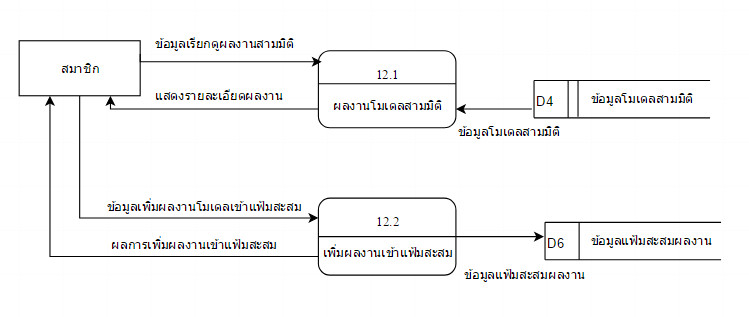 ข้อมูลเรียกดูผลงานสามมิติ
สมาชิก
12.1
แสดงรายละเอียดผลงาน
ผลงานโมเดลสามมิติ
D4
ข้อมูลโมเดลสามมิติ
ข้อมูลโมเดลสามมิติ
ข้อมูลเพิ่มผลงานโมเดลเข้าแฟ้มสะสม
12.2
ผลการเพิ่มผลงานเข้าแฟ้มสะสม
เพิ่มผลงานเข้าแฟ้มสะสม
D6
ข้อมูลแฟ้มสะสมผลงาน
ข้อมูลแฟ้มสะสมผลงาน